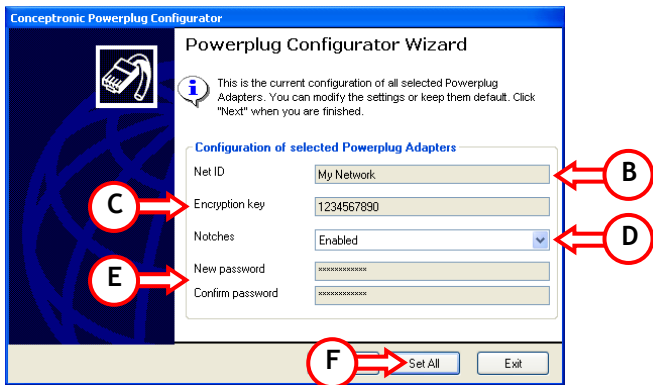 Conceptronic Powerplug Configurator
Powerplug Configurator Wizard
This is the current configuration of all selected Powerplug
Adapters. You can modify the settings or keep them default. Click
"Next" when you are finished.
Configuration of selected Powerplug Adapters
Net ID My Network B
C Encryption key 1234567890
Notches Enabled D
E New password xxxxxxxxxxxx
Confirm password xxxxxxxxxxxx
F Set All Exit